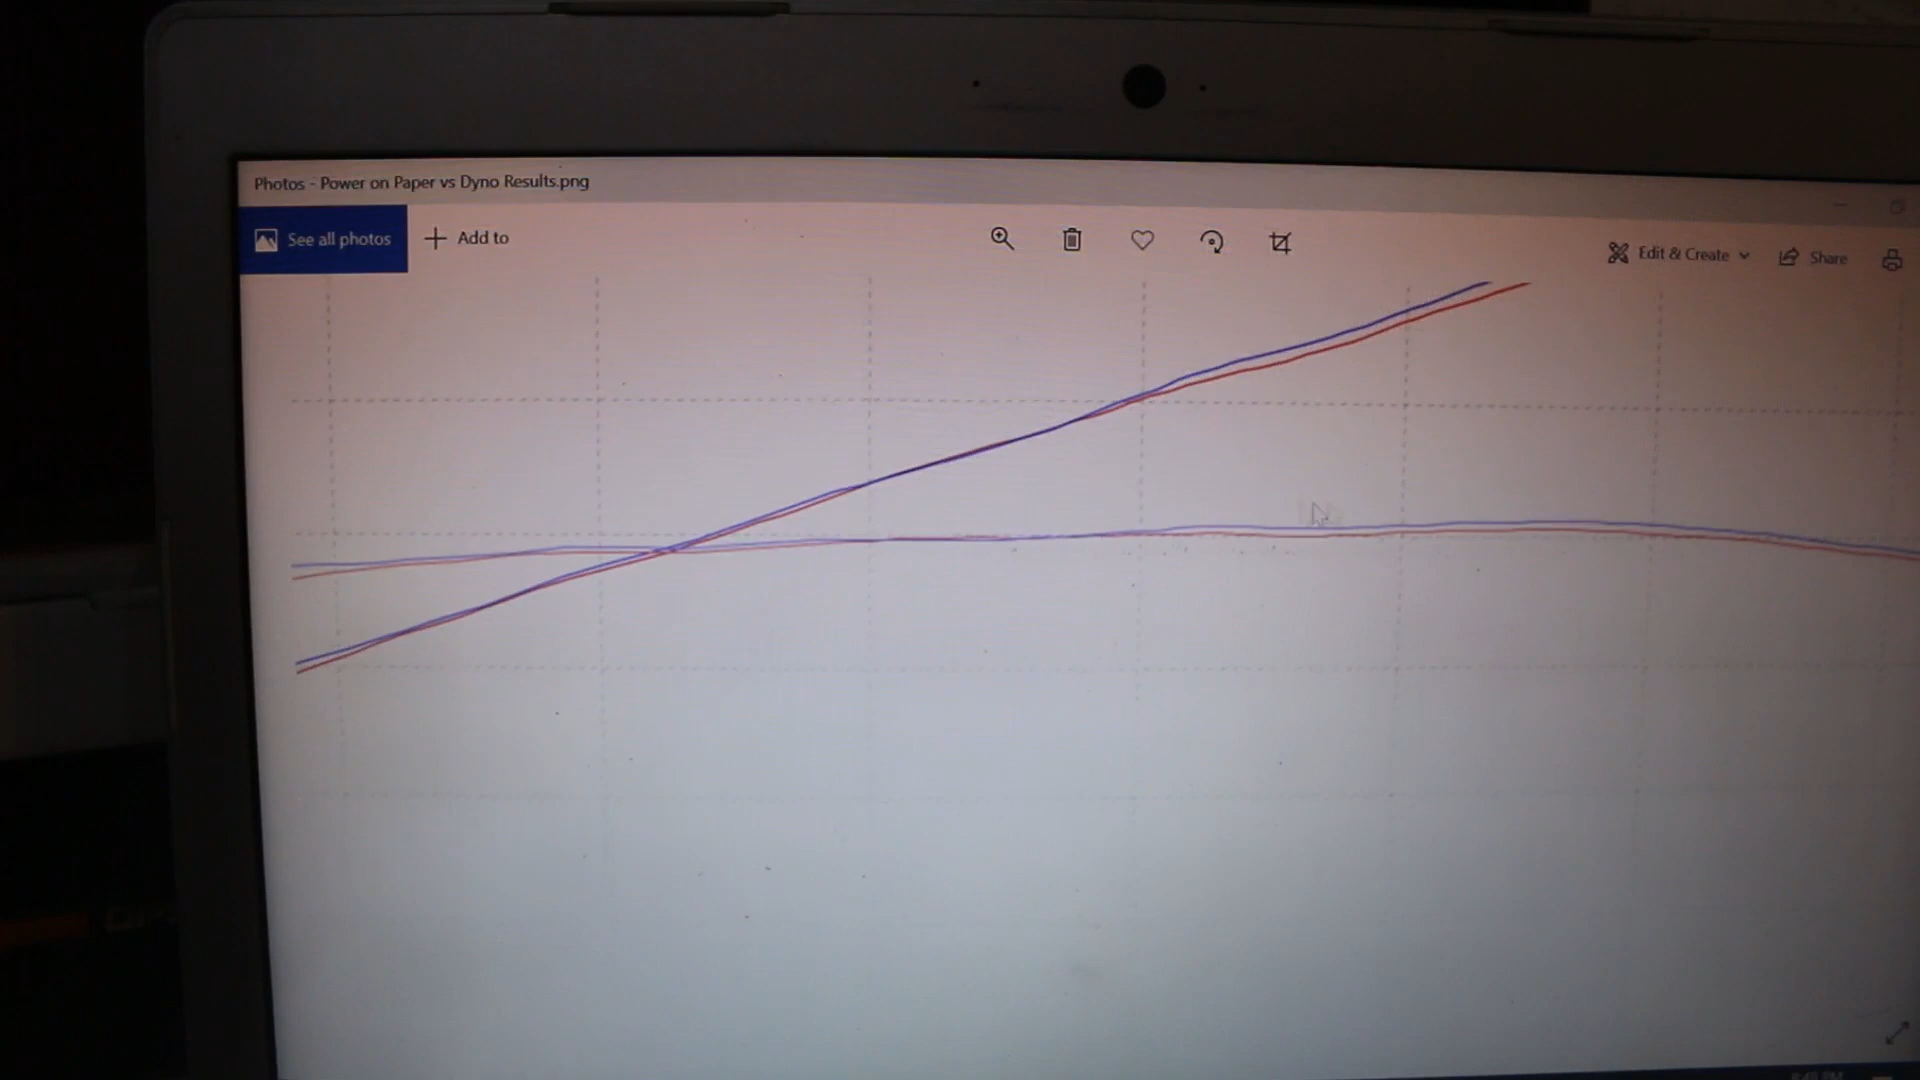 Photos - Power on Paper vs Dyno Results.png
See all photos
Add to
Edit & Create
Share